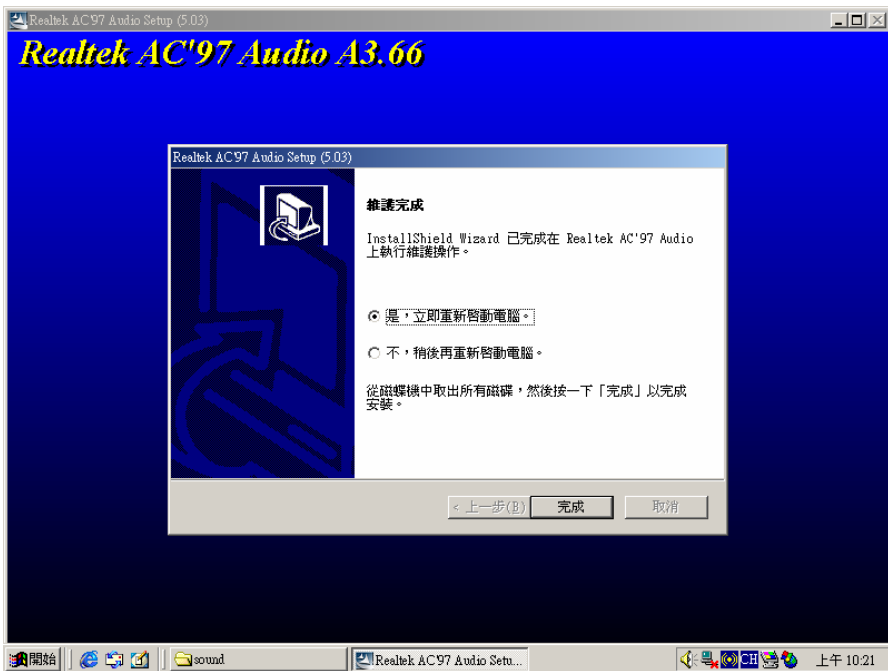 Realtek AC'97 Audio Setup (5.03)
Realtek AC'97 Audio A3.66
Realtek AC'97 Audio Setup (5.03)
維護完成
InstallShield Wizard 已完成在 Realtek AC'97 Audio
上執行維護操作。
是，立即重新啓動電腦。
不，稍後再重新啓動電腦。
從磁蝶機中取出所有磁碟，然後按一下「完成」以完成
安裝。
< 上一步(B)
完成
取消
開始
sound
Realtek AC'97 Audio Setu...
CH
上午 10:21